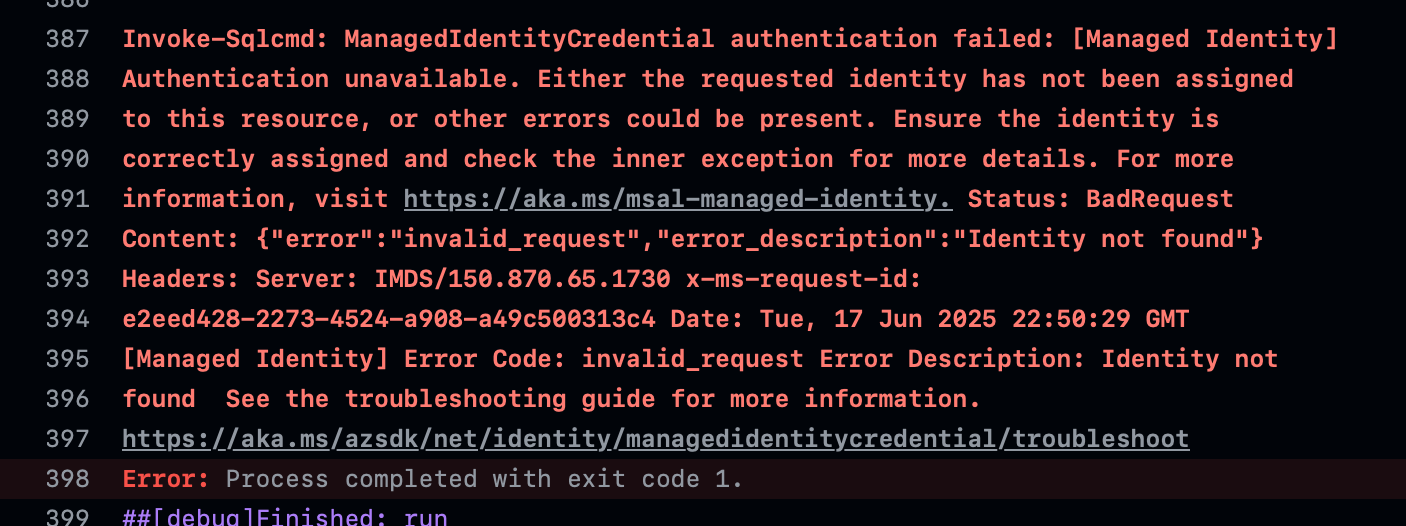 386
387 Invoke-Sqlcmd: ManagedIdentityCredential authentication failed: [Managed Identity]
388 Authentication unavailable. Either the requested identity has not been assigned
389 to this resource, or other errors could be present. Ensure the identity is
390 correctly assigned and check the inner exception for more details. For more
391 information, visit https://aka.ms/msal-managed-identity. Status: BadRequest
392 Content: {"error":"invalid_request","error_description":"Identity not found"}
393 Headers: Server: IMDS/150.870.65.1730 x-ms-request-id:
394 e2eed428-2273-4524-a908-a49c500313c4 Date: Tue, 17 Jun 2025 22:50:29 GMT
395 [Managed Identity] Error Code: invalid_request Error Description: Identity not
396 found  See the troubleshooting guide for more information.
397 https://aka.ms/azsdk/net/identity/managedidentitycredential/troubleshoot
398 Error: Process completed with exit code 1.
399 ##[debug]Finished: run